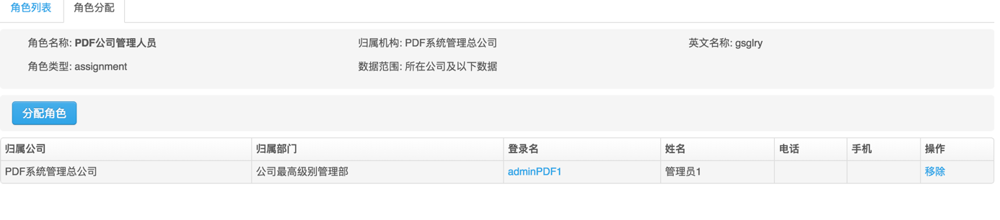 角色列表 角色分配
角色名称: PDF公司管理人员 归属机构: PDF系统管理总公司 英文名称: gsglry
角色类型: assignment 数据范围: 所在公司及以下数据
分配角色
归属公司 归属部门 登录名 姓名 电话 手机 操作
PDF系统管理总公司 公司最高级别管理部 adminPDF1 管理员1 移除